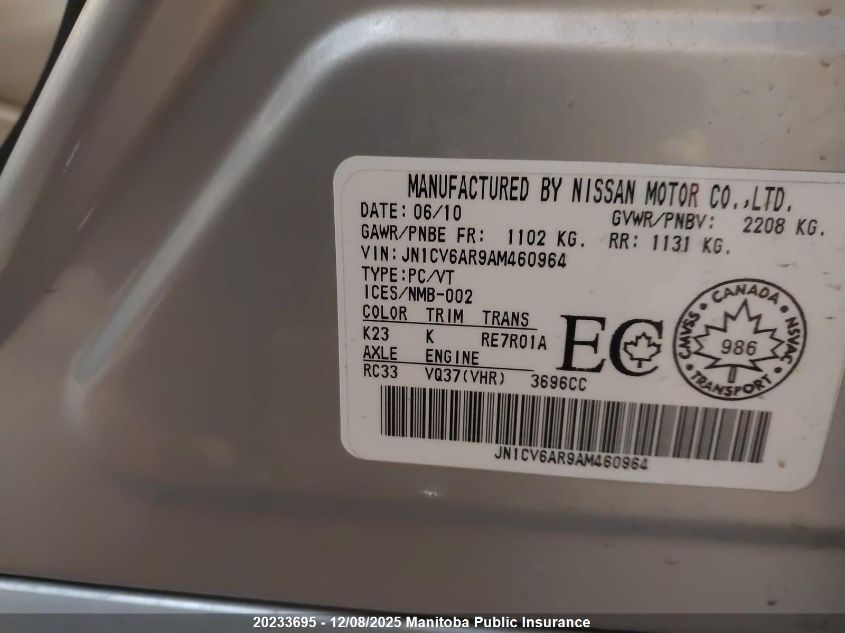 MANUFACTURED BY NISSAN MOTOR CO.,LTD.
DATE: 06/10 GVWR/PNBV: 2208 KG.
GAWR/PNBE FR: 1102 KG. RR: 1131 KG.
VIN: JN1CV6AR9AM460964
TYPE: PC/VT
ICES/NMB-002
COLOR TRIM TRANS
K23 K RE7R01A
AXLE ENGINE
RC33 VQ37(VHR) 3696CC
EC
CANADA
CMVSS NSVAC
986
TRANSPORT
JN1CV6AR9AM460964
20233695 - 12/08/2025 Manitoba Public Insurance